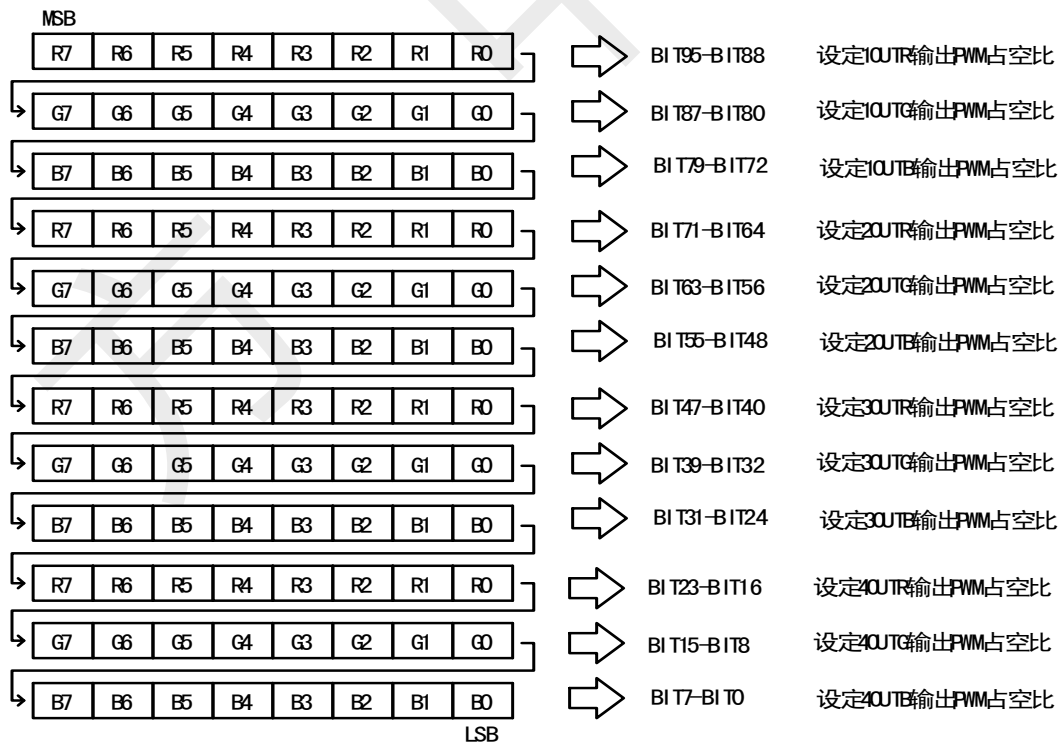 MSB
R7 R6 R5 R4 R3 R2 R1 R0 BIT95-BIT88 设定1OUTR输出PWM占空比
G7 G6 G5 G4 G3 G2 G1 G0 BIT87-BIT80 设定1OUTG输出PWM占空比
B7 B6 B5 B4 B3 B2 B1 B0 BIT79-BIT72 设定1OUTB输出PWM占空比
R7 R6 R5 R4 R3 R2 R1 R0 BIT71-BIT64 设定2OUTR输出PWM占空比
G7 G6 G5 G4 G3 G2 G1 G0 BIT63-BIT56 设定2OUTG输出PWM占空比
B7 B6 B5 B4 B3 B2 B1 B0 BIT55-BIT48 设定2OUTB输出PWM占空比
R7 R6 R5 R4 R3 R2 R1 R0 BIT47-BIT40 设定3OUTR输出PWM占空比
G7 G6 G5 G4 G3 G2 G1 G0 BIT39-BIT32 设定3OUTG输出PWM占空比
B7 B6 B5 B4 B3 B2 B1 B0 BIT31-BIT24 设定3OUTB输出PWM占空比
R7 R6 R5 R4 R3 R2 R1 R0 BIT23-BIT16 设定4OUTR输出PWM占空比
G7 G6 G5 G4 G3 G2 G1 G0 BIT15-BIT8 设定4OUTG输出PWM占空比
B7 B6 B5 B4 B3 B2 B1 B0 BIT7-BIT0 设定4OUTB输出PWM占空比
LSB